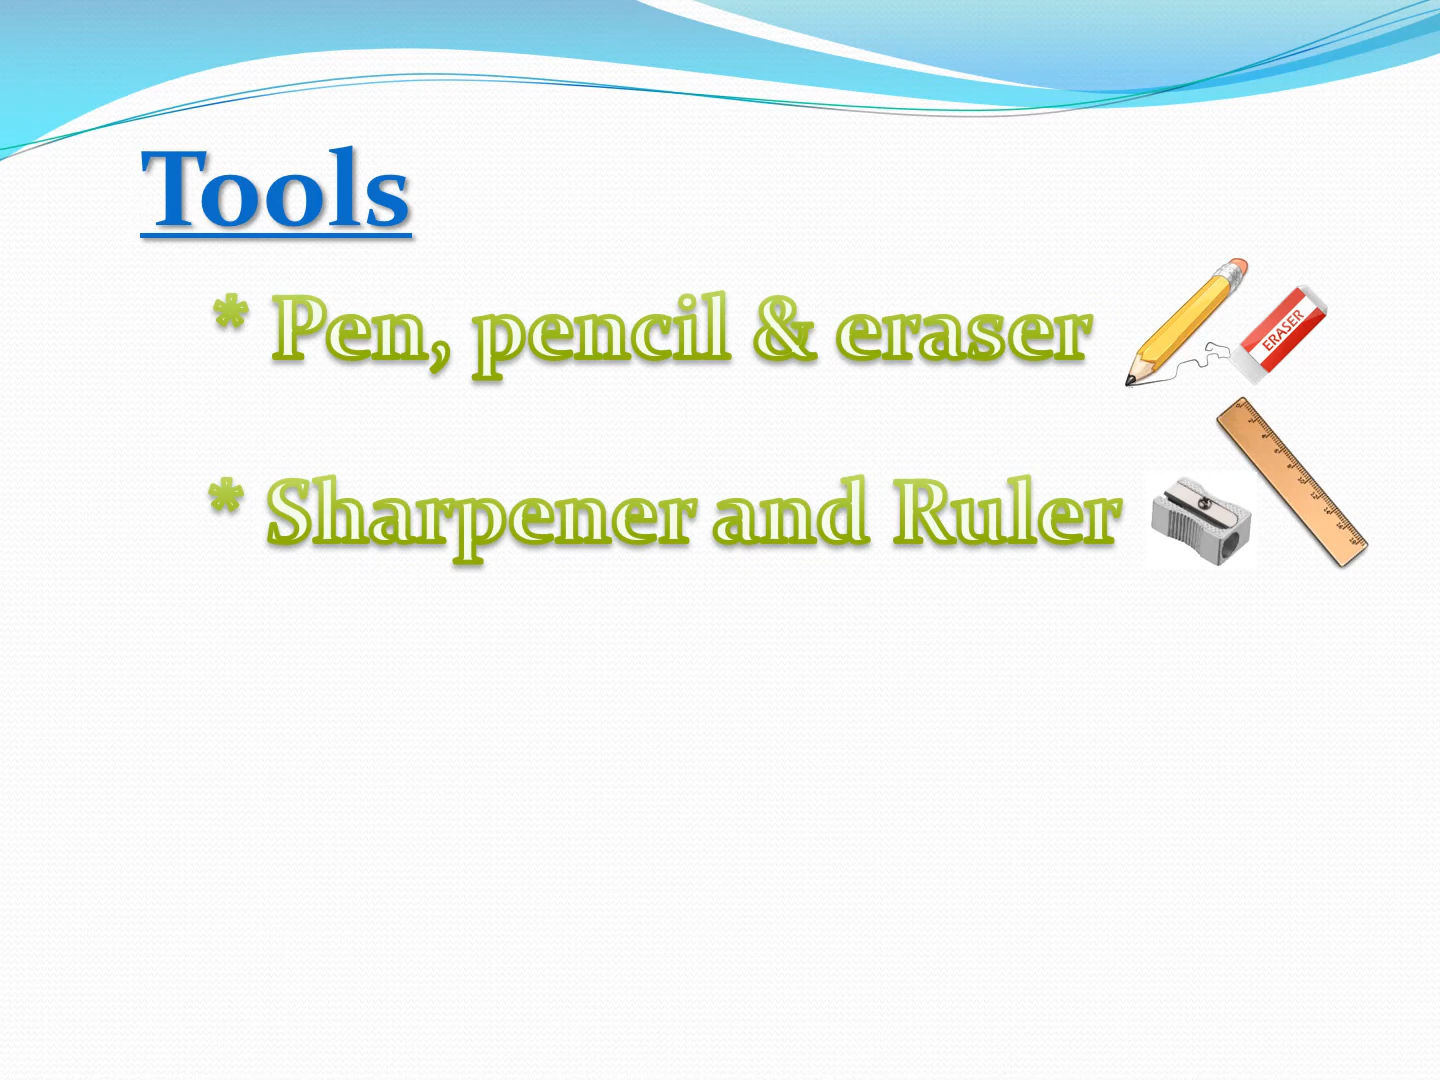 Tools
* Pen, pencil & eraser
ERASER
* Sharpener and Ruler